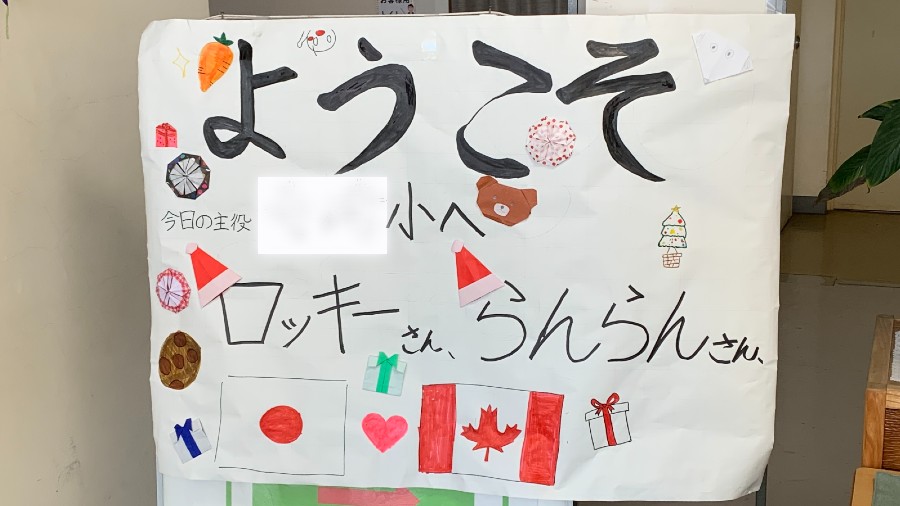 ようこそ
今日の主役 小へ
ロッキーさん、らんらんさん、